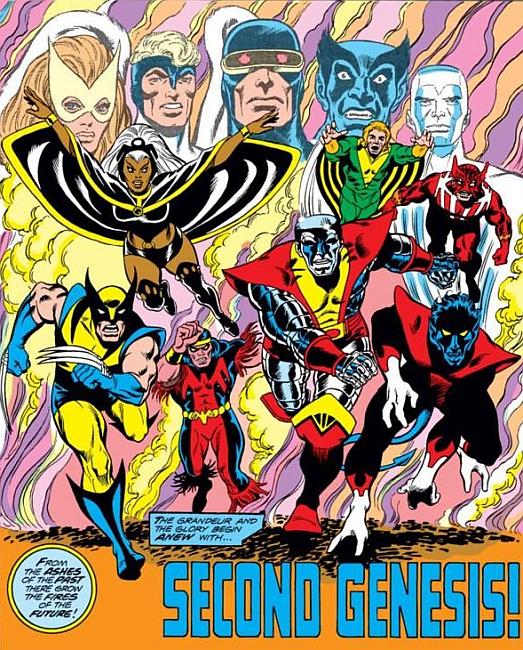 THE GRANDEUR AND
THE GLORY BEGIN
ANEW WITH...
SECOND GENESIS!
FROM
THE ASHES
OF THE PAST
THERE GROW
THE FIRES
OF THE
FUTURE!